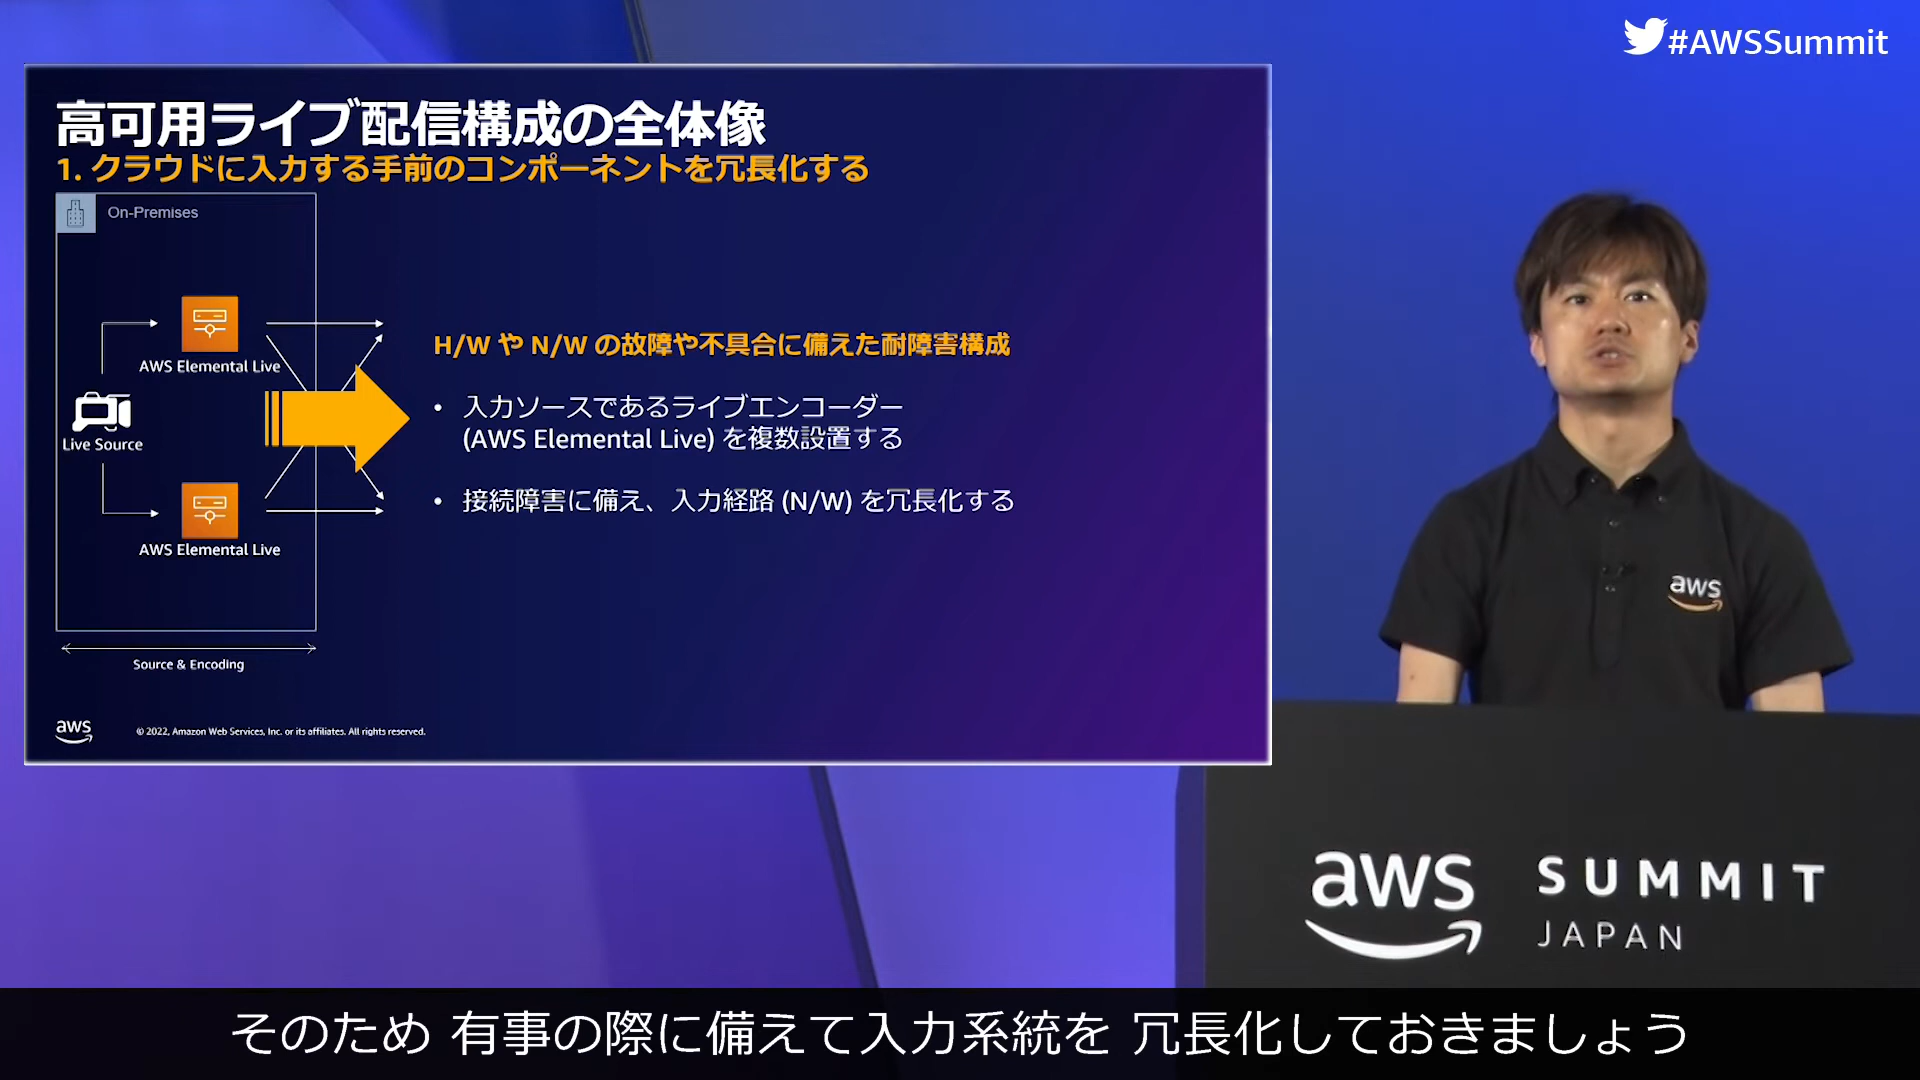 #AWSSummit
高可用ライブ配信構成の全体像
1. クラウドに入力する手前のコンポーネントを冗長化する
On-Premises
AWS Elemental Live
Live Source
AWS Elemental Live
Source & Encoding
H/W や N/W の故障や不具合に備えた耐障害構成
• 入力ソースであるライブエンコーダー
(AWS Elemental Live) を複数設置する
• 接続障害に備え、入力経路 (N/W) を冗長化する
aws
© 2022, Amazon Web Services, Inc. or its affiliates. All rights reserved.
aws
aws SUMMIT
JAPAN
そのため 有事の際に備えて入力系統を 冗長化しておきましょう